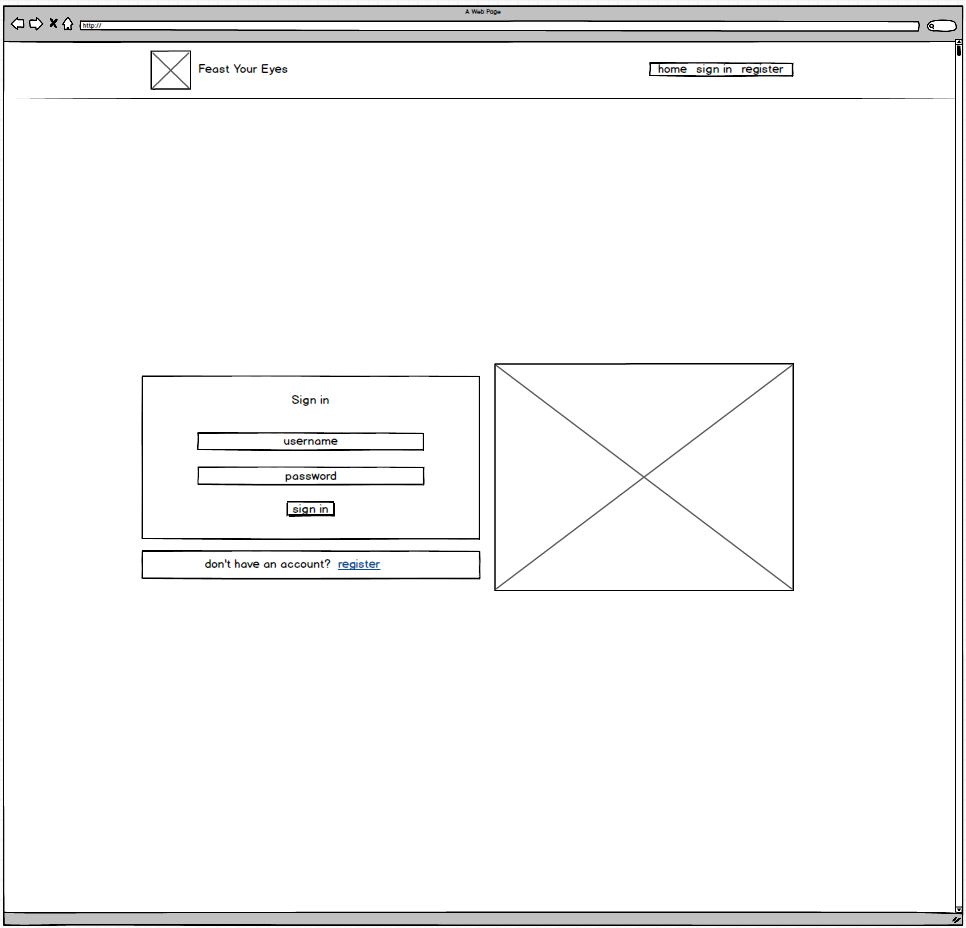 A Web Page
http://
Feast Your Eyes
home sign in register
Sign in
username
password
sign in
don't have an account? register